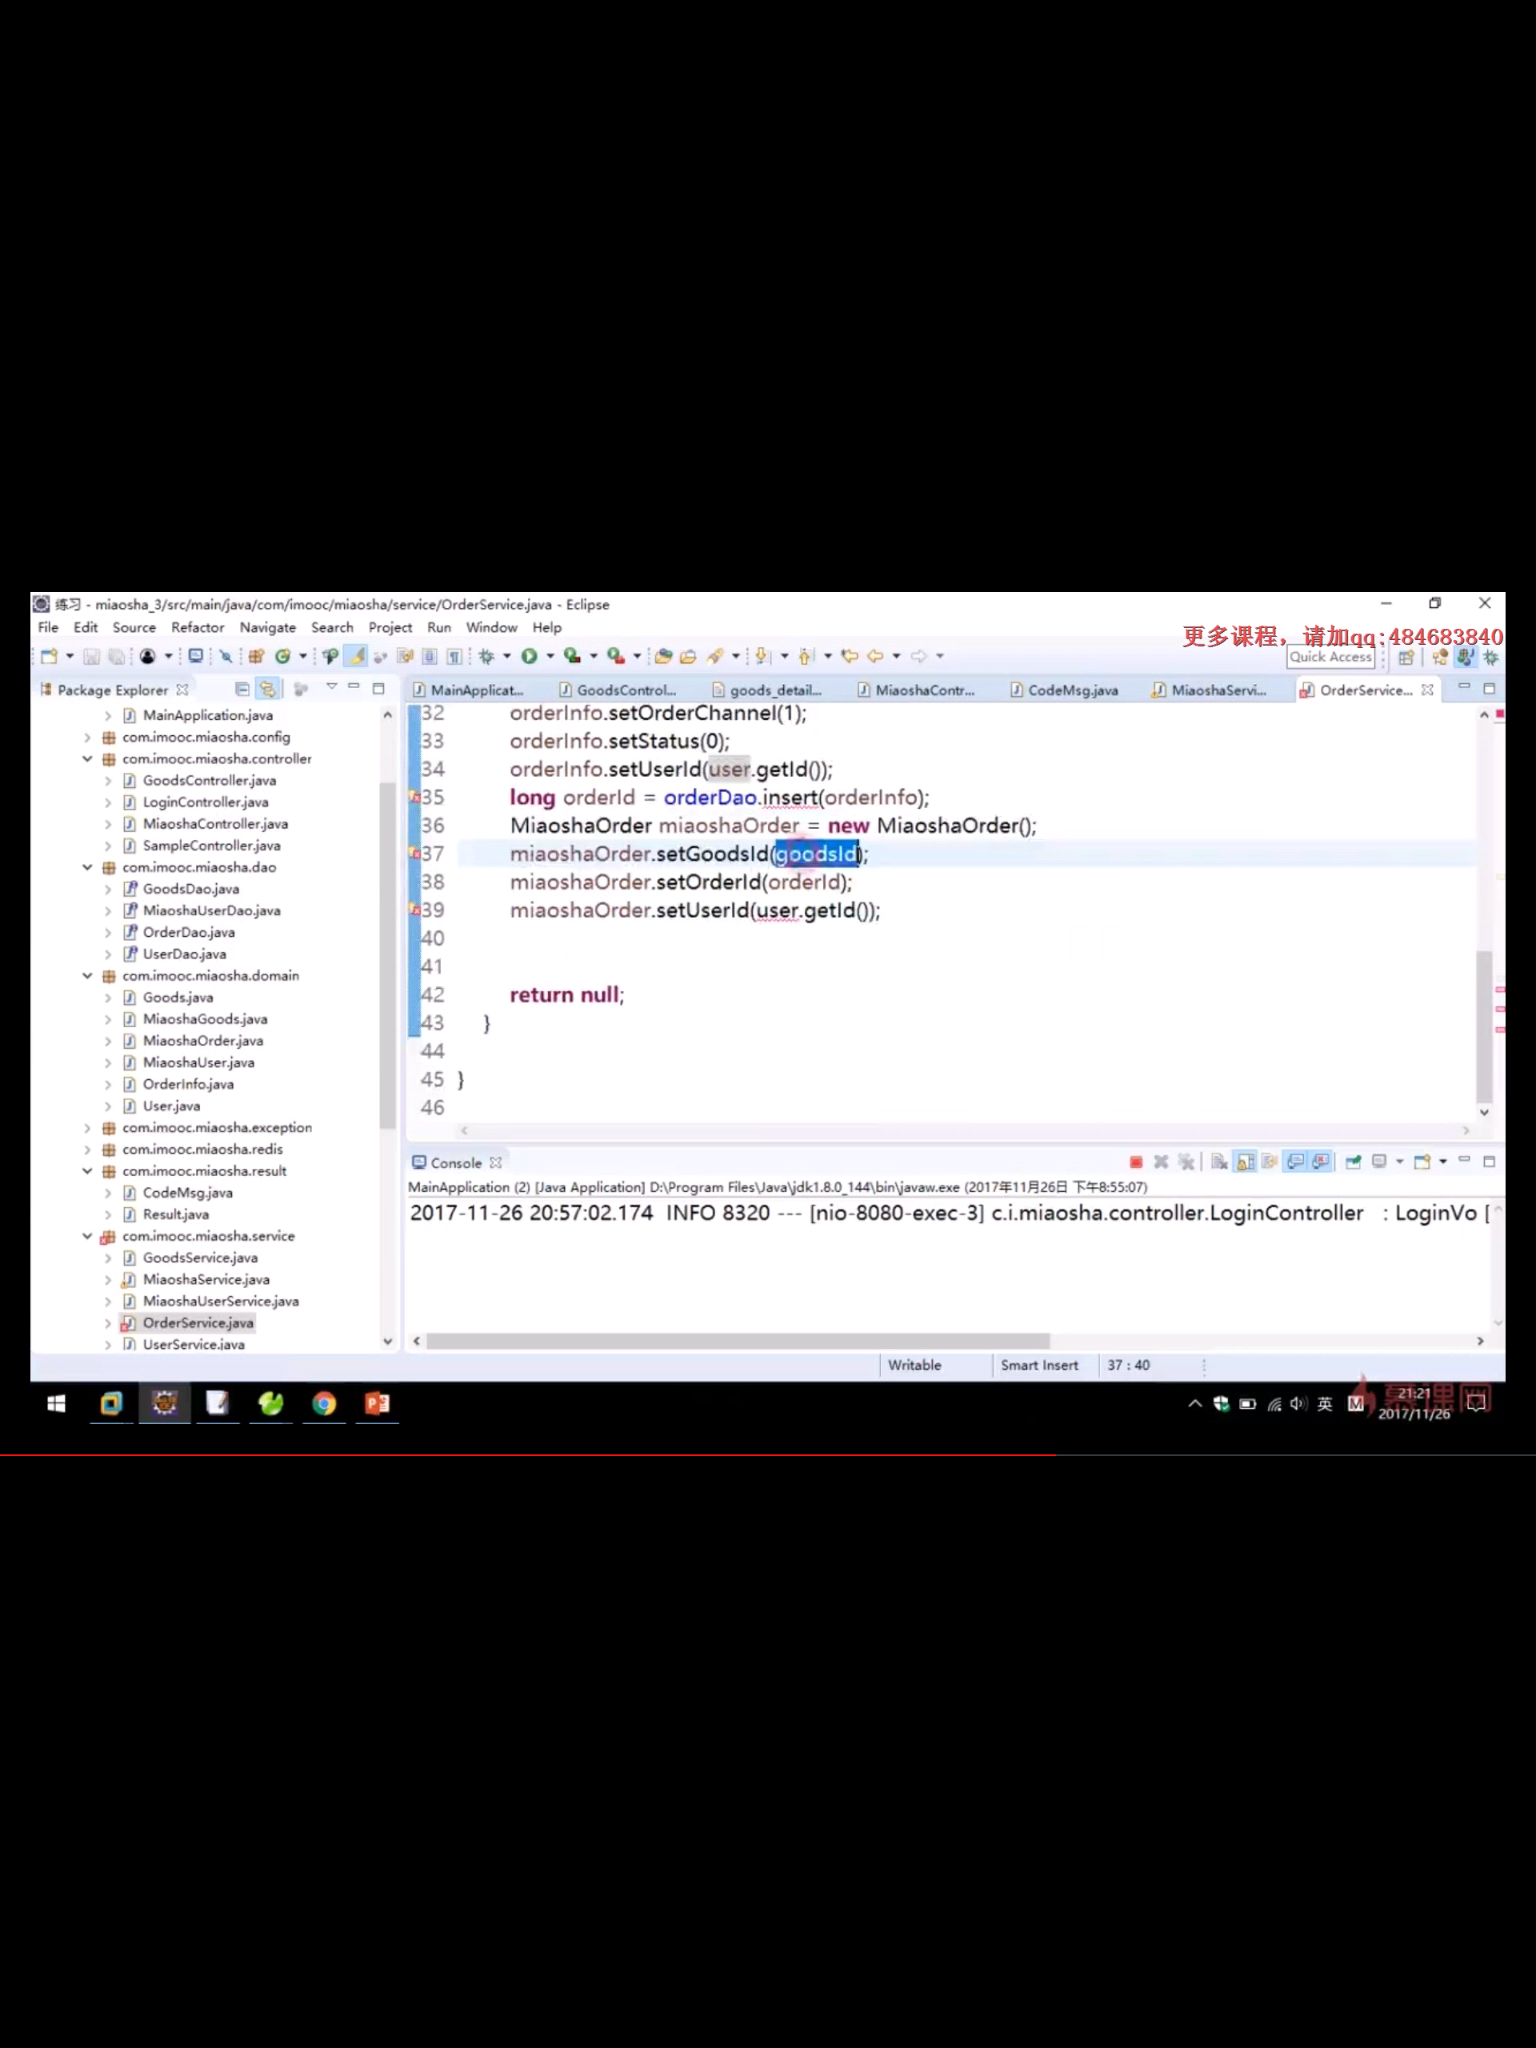 练习 - miaosha_3/src/main/java/com/imooc/miaosha/service/OrderService.java - Eclipse
File Edit Source Refactor Navigate Search Project Run Window Help
更多课程，请加qq:484683840
Quick Access
Package Explorer
MainApplicat... GoodsControl... goods_detail... MiaoshaContr... CodeMsg.java MiaoshaServi... OrderService...
MainApplication.java
com.imooc.miaosha.config
com.imooc.miaosha.controller
GoodsController.java
LoginController.java
MiaoshaController.java
SampleController.java
com.imooc.miaosha.dao
GoodsDao.java
MiaoshaUserDao.java
OrderDao.java
UserDao.java
com.imooc.miaosha.domain
Goods.java
MiaoshaGoods.java
MiaoshaOrder.java
MiaoshaUser.java
OrderInfo.java
User.java
com.imooc.miaosha.exception
com.imooc.miaosha.redis
com.imooc.miaosha.result
CodeMsg.java
Result.java
com.imooc.miaosha.service
GoodsService.java
MiaoshaService.java
MiaoshaUserService.java
OrderService.java
UserService.java
32 orderInfo.setOrderChannel(1);
33 orderInfo.setStatus(0);
34 orderInfo.setUserId(user.getId());
35 long orderId = orderDao.insert(orderInfo);
36 MiaoshaOrder miaoshaOrder = new MiaoshaOrder();
37 miaoshaOrder.setGoodsId(goodsId);
38 miaoshaOrder.setOrderId(orderId);
39 miaoshaOrder.setUserId(user.getId());
40
41
42 return null;
43 }
44
45 }
46
Console
MainApplication (2) [Java Application] D:\Program Files\Java\jdk1.8.0_144\bin\javaw.exe (2017年11月26日 下午8:55:07)
2017-11-26 20:57:02.174 INFO 8320 --- [nio-8080-exec-3] c.i.miaosha.controller.LoginController : LoginVo [
Writable Smart Insert 37 : 40
英 M
慕课网
21:21
2017/11/26